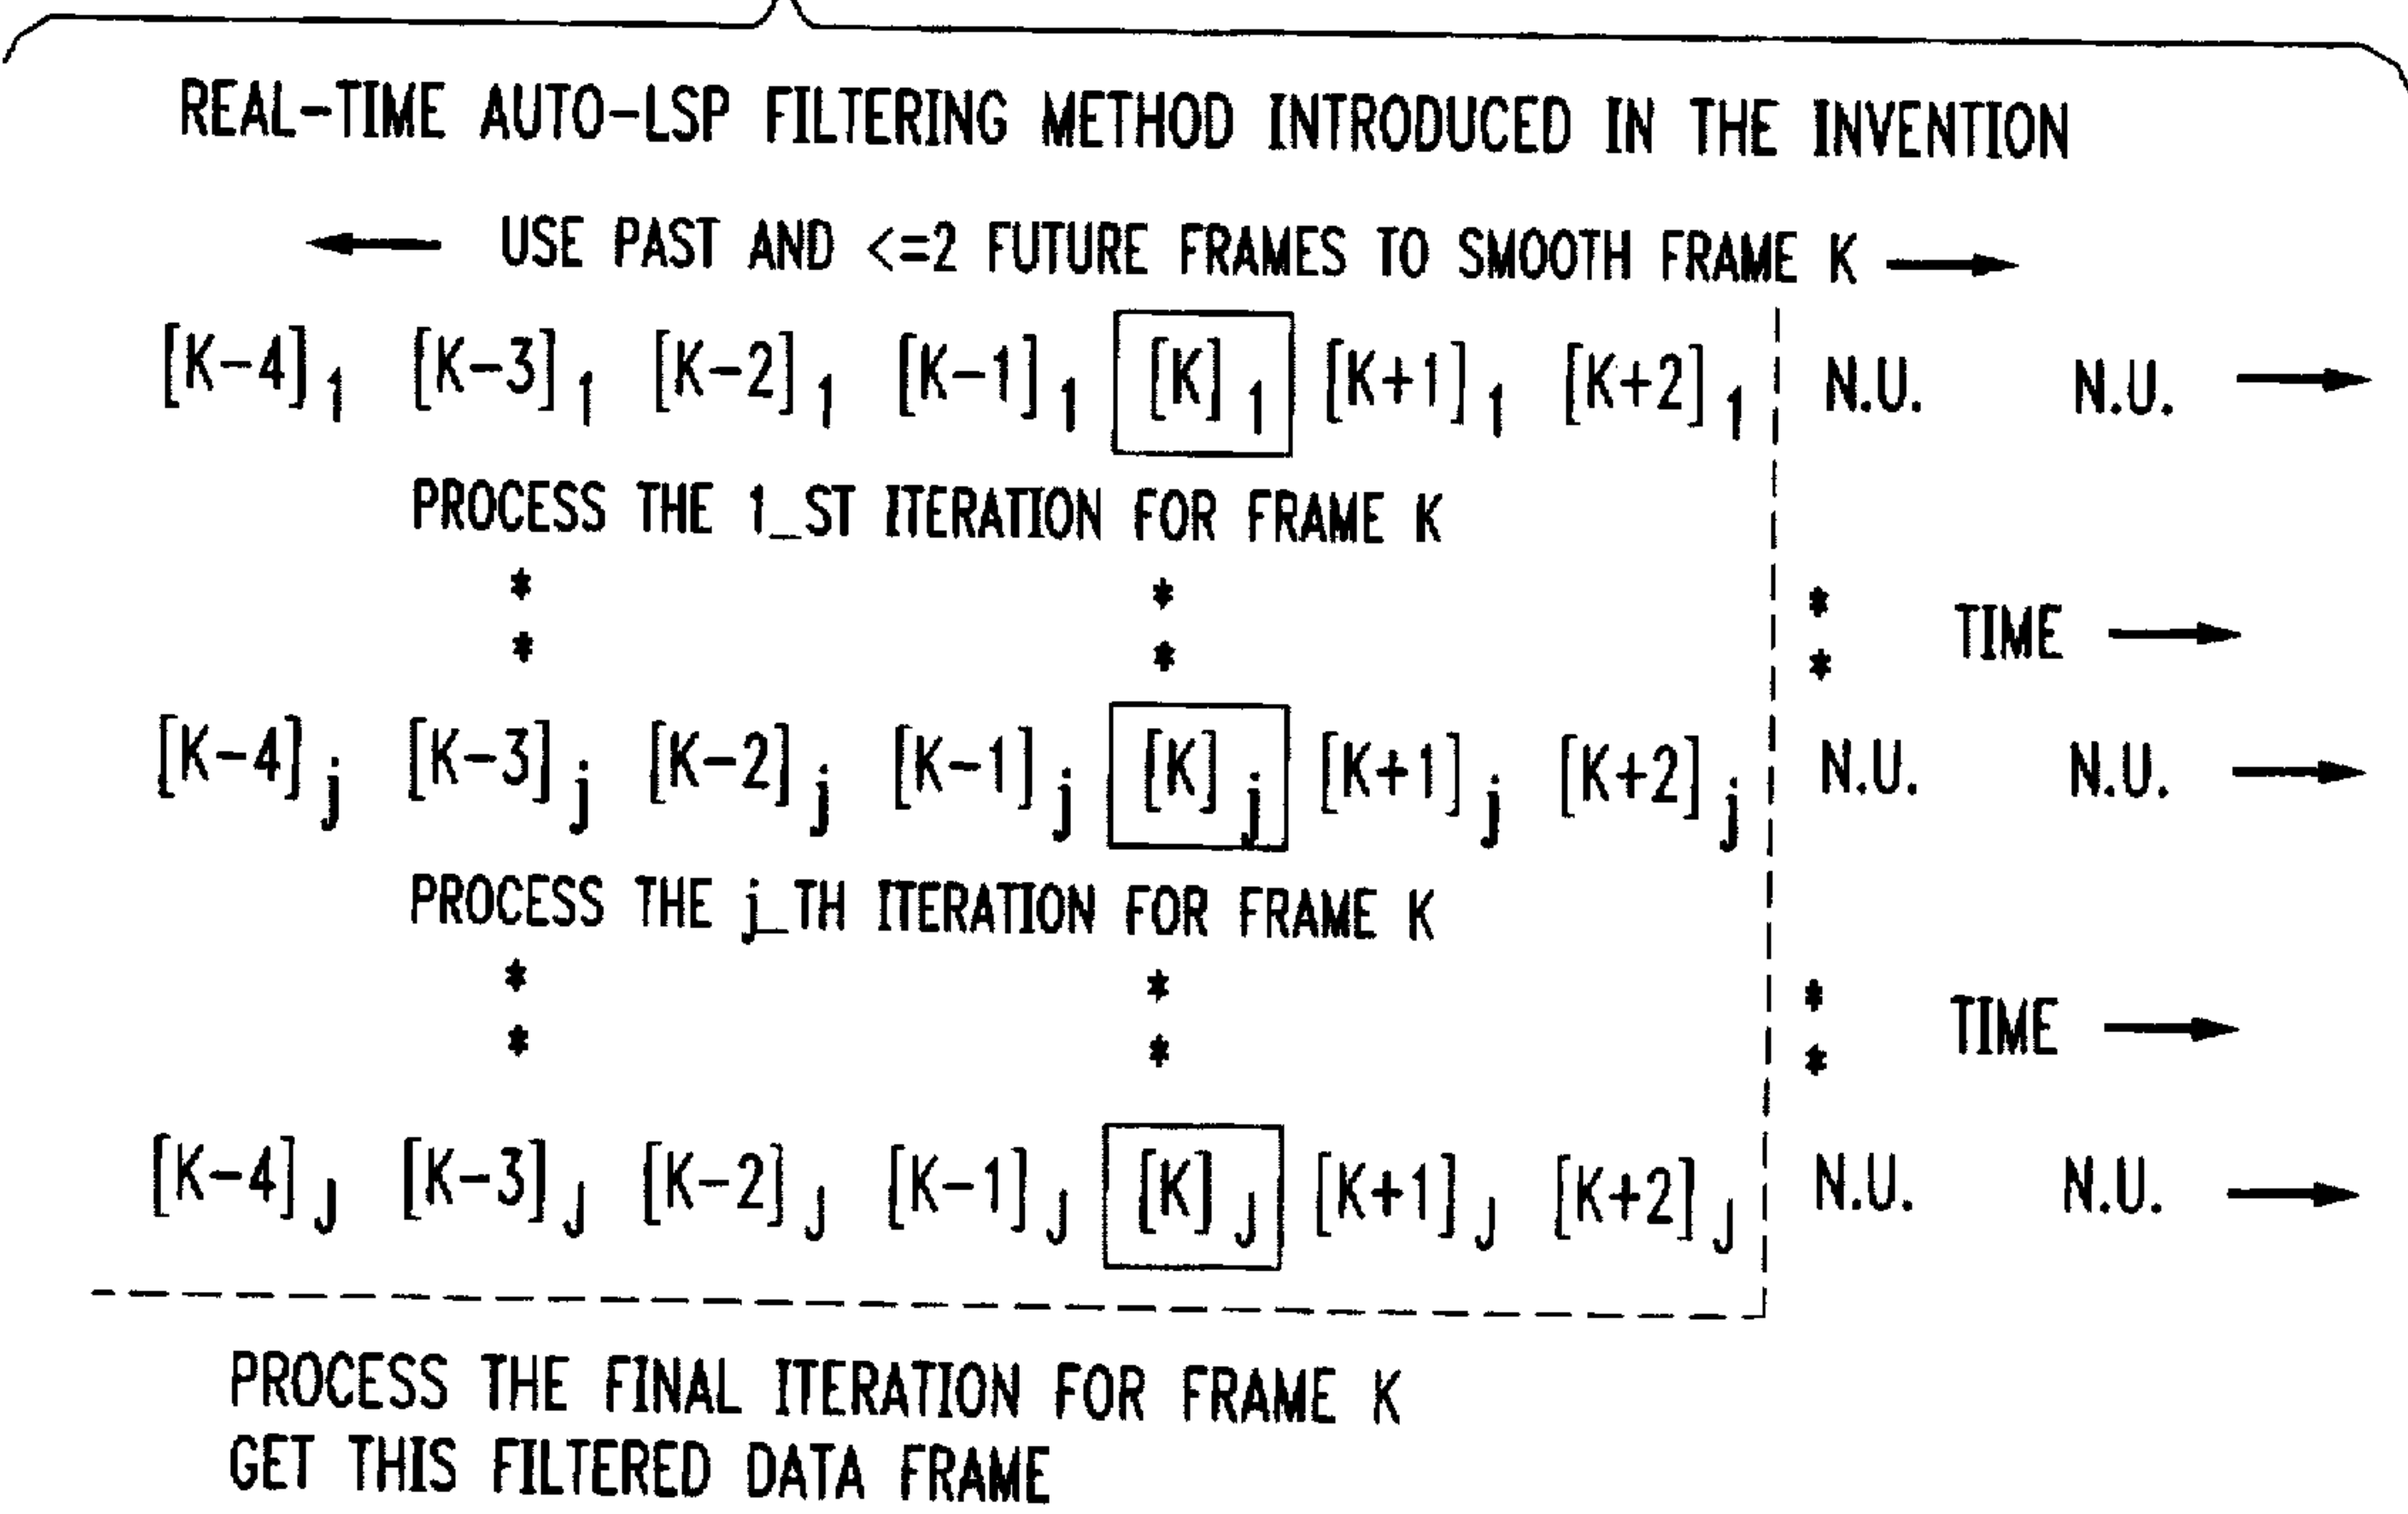 REAL-TIME AUTO-LSP FILTERING METHOD INTRODUCED IN THE INVENTION
← USE PAST AND <=2 FUTURE FRAMES TO SMOOTH FRAME K →
[K-4]1 [K-3]1 [K-2]1 [K-1]1 [K]1 [K+1]1 [K+2]1 N.U. N.U. →
PROCESS THE 1_ST ITERATION FOR FRAME K
* * *
TIME →
* * *
[K-4]j [K-3]j [K-2]j [K-1]j [K]j [K+1]j [K+2]j N.U. N.U. →
PROCESS THE j_TH ITERATION FOR FRAME K
* * *
TIME →
* * *
[K-4]J [K-3]J [K-2]J [K-1]J [K]J [K+1]J [K+2]J N.U. N.U. →
PROCESS THE FINAL ITERATION FOR FRAME K
GET THIS FILTERED DATA FRAME